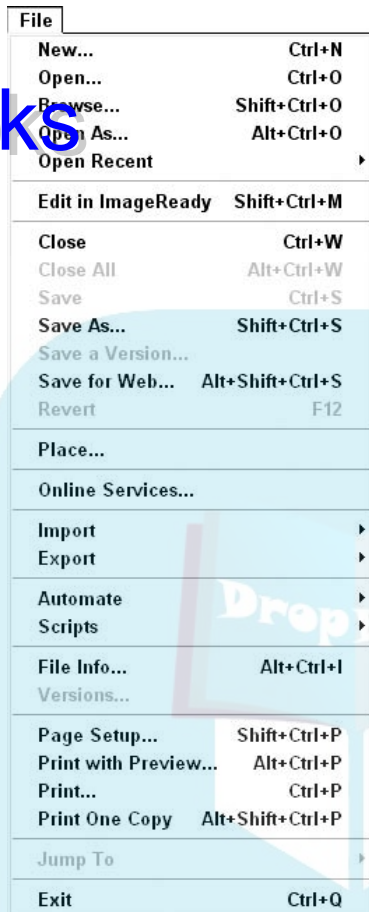 File
New... Ctrl+N
Open... Ctrl+O
Browse... Shift+Ctrl+O
ks
Open As... Alt+Ctrl+O
Open Recent
Edit in ImageReady Shift+Ctrl+M
Close Ctrl+W
Close All Alt+Ctrl+W
Save Ctrl+S
Save As... Shift+Ctrl+S
Save a Version...
Save for Web... Alt+Shift+Ctrl+S
Revert F12
Place...
Online Services...
Import
Export
Automate
Drop
Scripts
File Info... Alt+Ctrl+I
Versions...
Page Setup... Shift+Ctrl+P
Print with Preview... Alt+Ctrl+P
Print... Ctrl+P
Print One Copy Alt+Shift+Ctrl+P
Jump To
Exit Ctrl+Q